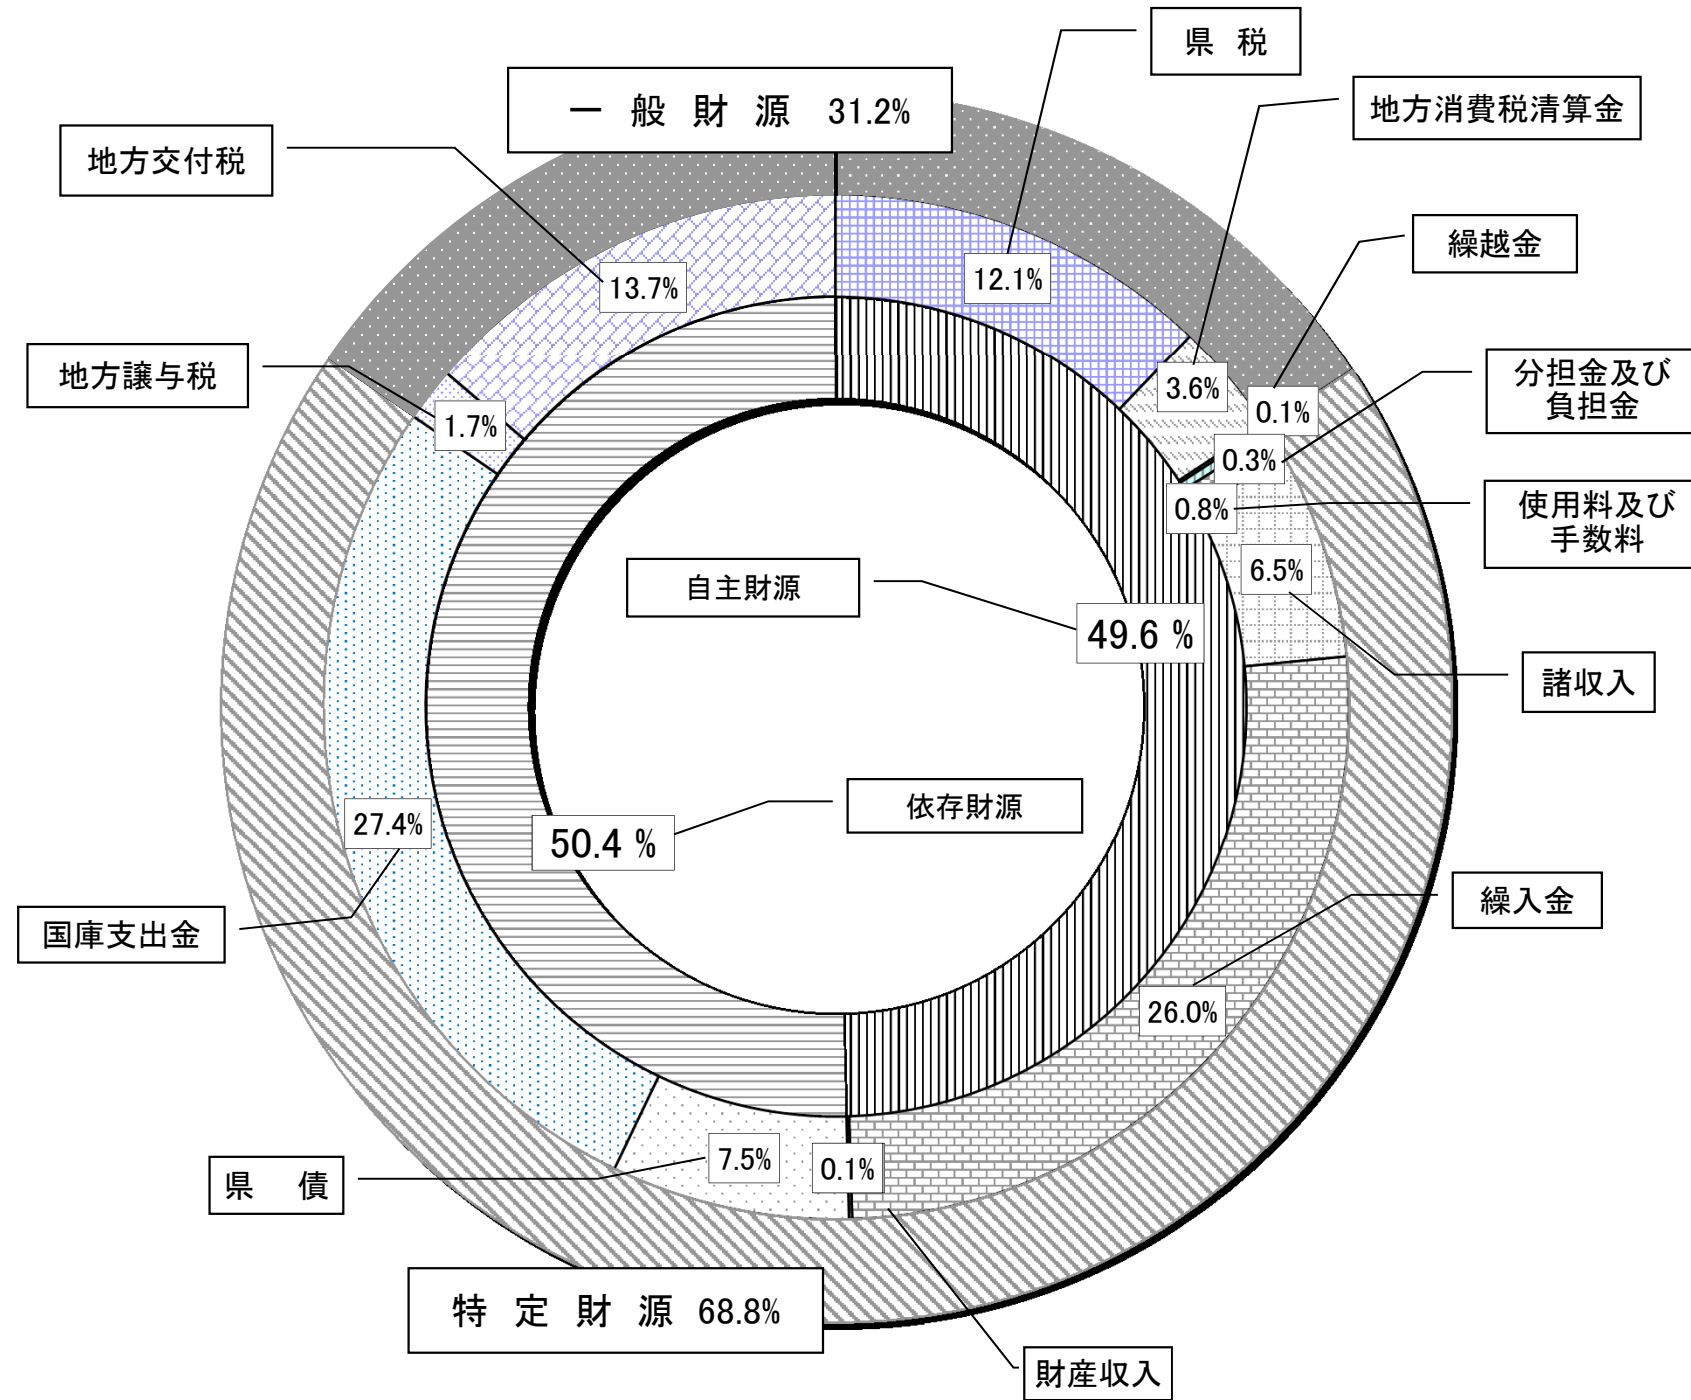 県 税
一 般 財 源 31.2%
地方消費税清算金
地方交付税
繰越金
12.1%
13.7%
地方譲与税
分担金及び
負担金
3.6%
0.1%
1.7%
0.3%
使用料及び
手数料
0.8%
6.5%
自主財源
49.6 %
諸収入
依存財源
27.4%
50.4 %
繰入金
国庫支出金
26.0%
県 債
7.5%
0.1%
特 定 財 源 68.8%
財産収入